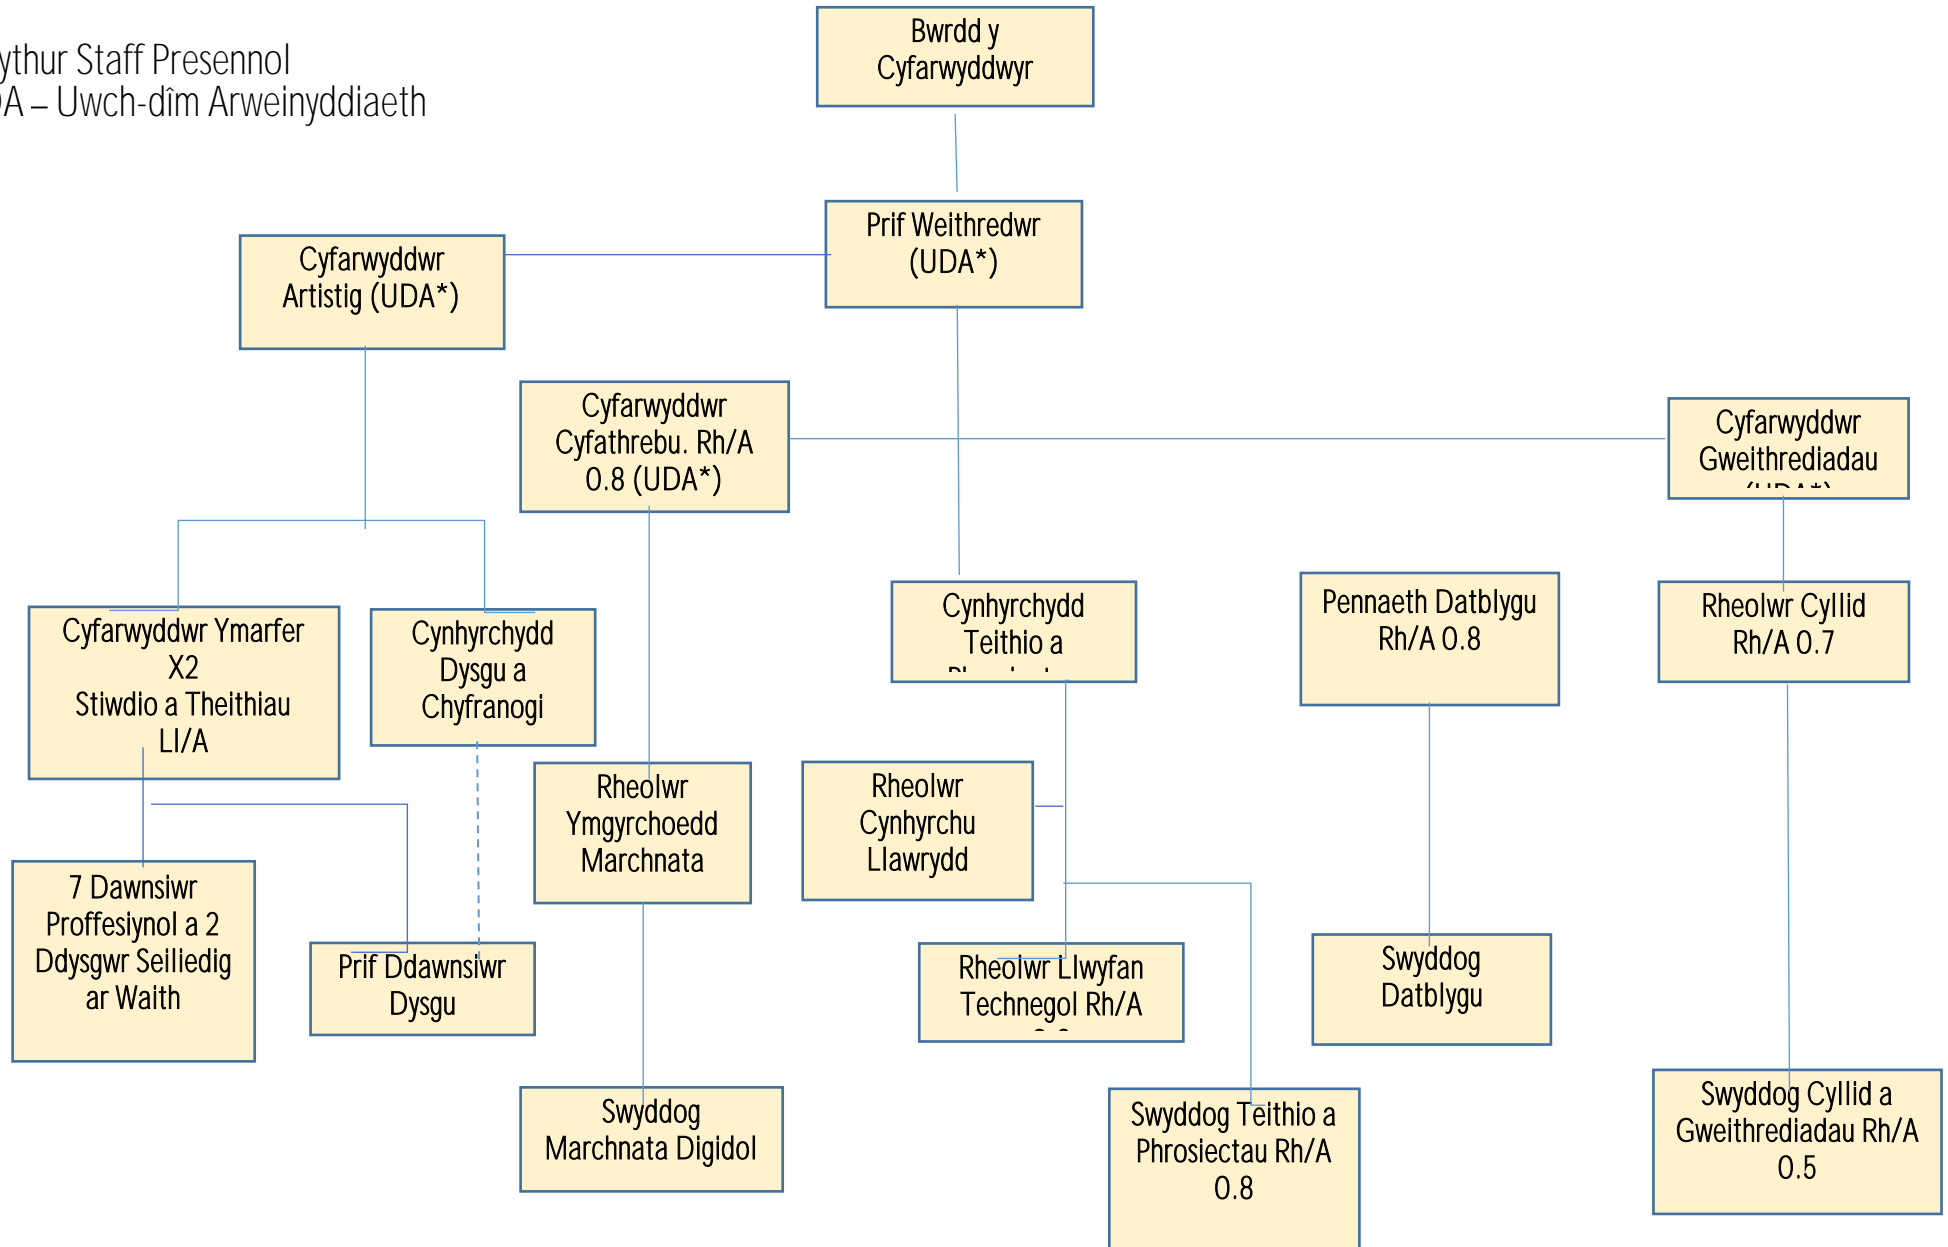 ythur Staff Presennol
A – Uwch-dîm Arweinyddiaeth
Bwrdd y
Cyfarwyddwyr
Prif Weithredwr
(UDA*)
Cyfarwyddwr
Artistig (UDA*)
Cyfarwyddwr
Cyfathrebu. Rh/A
0.8 (UDA*)
Cyfarwyddwr
Gweithrediadau
(UDA*)
Cyfarwyddwr Ymarfer
X2
Stiwdio a Theithiau
Ll/A
Cynhyrchydd
Dysgu a
Chyfranogi
Cynhyrchydd
Teithio a
Pennaeth Datblygu
Rh/A 0.8
Rheolwr Cyllid
Rh/A 0.7
Rheolwr
Ymgyrchoedd
Marchnata
Rheolwr
Cynhyrchu
Llawrydd
7 Dawnsiwr
Proffesiynol a 2
Ddysgwr Seiliedig
ar Waith
Prif Ddawnsiwr
Dysgu
Rheolwr Llwyfan
Technegol Rh/A
Swyddog
Datblygu
Swyddog
Marchnata Digidol
Swyddog Teithio a
Phrosiectau Rh/A
0.8
Swyddog Cyllid a
Gweithrediadau Rh/A
0.5